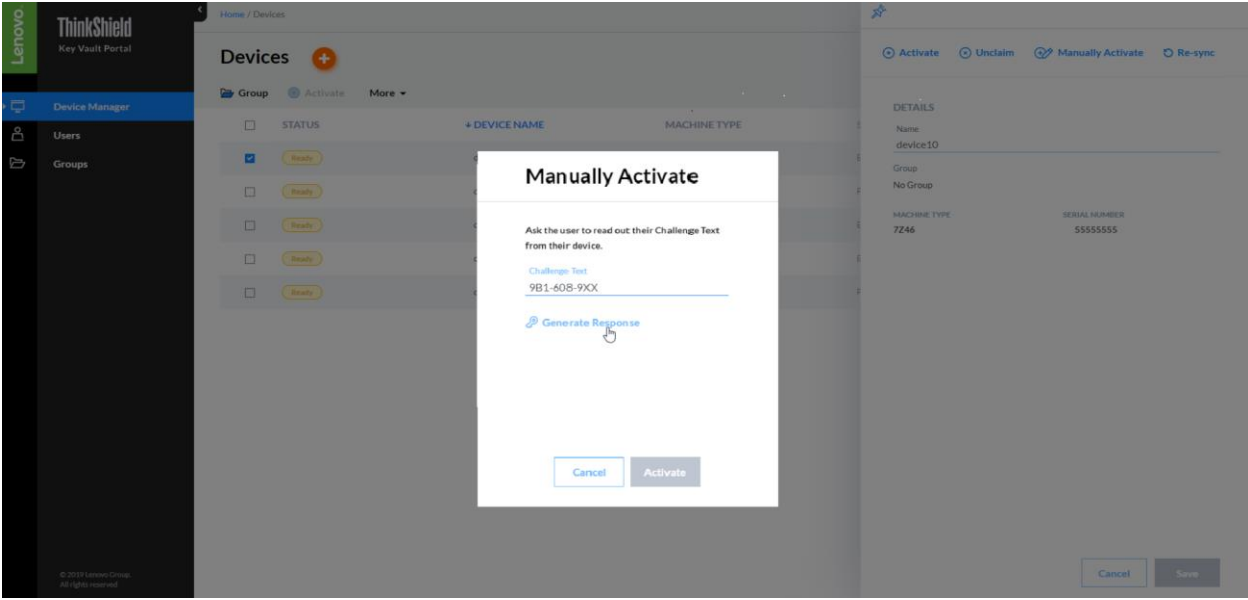 Lenovo.
ThinkShield
Key Vault Portal
Device Manager
Users
Groups
© 2019 Lenovo Group.
All rights reserved
Home / Devices
Devices
Group Activate More
STATUS DEVICE NAME MACHINE TYPE
Ready
Ready
Ready
Ready
Ready
Manually Activate
Ask the user to read out their Challenge Text
from their device.
Challenge Text
9B1-608-9XX
Generate Response
Cancel Activate
Activate Unclaim Manually Activate Re-sync
DETAILS
Name
device10
Group
No Group
MACHINE TYPE SERIAL NUMBER
7Z46 55555555
Cancel Save